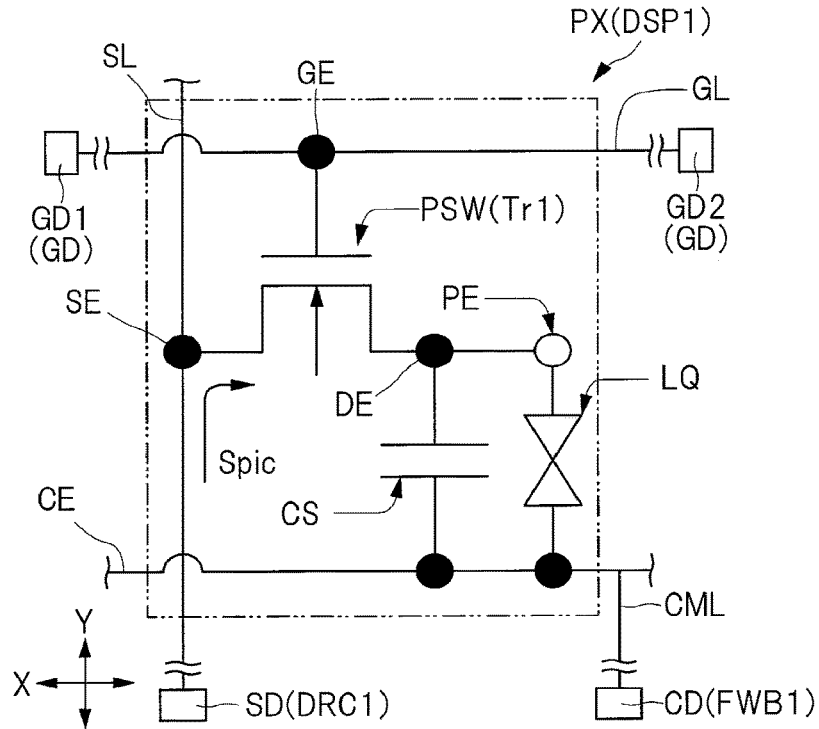 PX(DSP1)
SL
GE
GL
GD1
(GD)
PSW(Tr1)
GD2
(GD)
SE
PE
DE
LQ
Spic
CS
CE
CML
Y
X
SD(DRC1)
CD(FWB1)